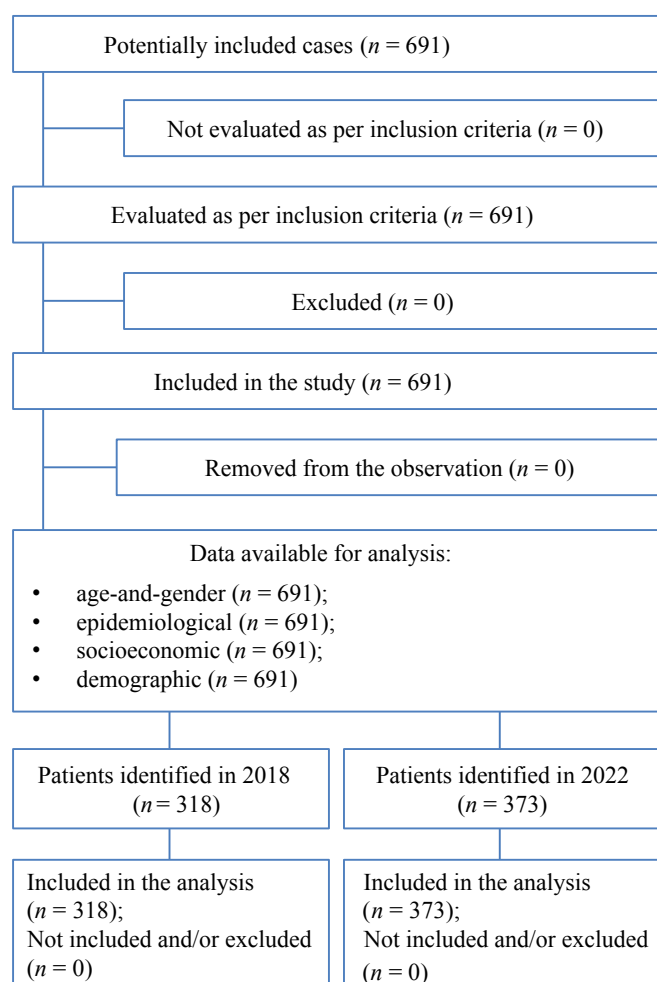 Potentially included cases (n = 691)
Not evaluated as per inclusion criteria (n = 0)
Evaluated as per inclusion criteria (n = 691)
Excluded (n = 0)
Included in the study (n = 691)
Removed from the observation (n = 0)
Data available for analysis:
• age-and-gender (n = 691);
• epidemiological (n = 691);
• socioeconomic (n = 691);
• demographic (n = 691)
Patients identified in 2018
(n = 318)
Patients identified in 2022
(n = 373)
Included in the analysis
(n = 318);
Not included and/or excluded
(n = 0)
Included in the analysis
(n = 373);
Not included and/or excluded
(n = 0)